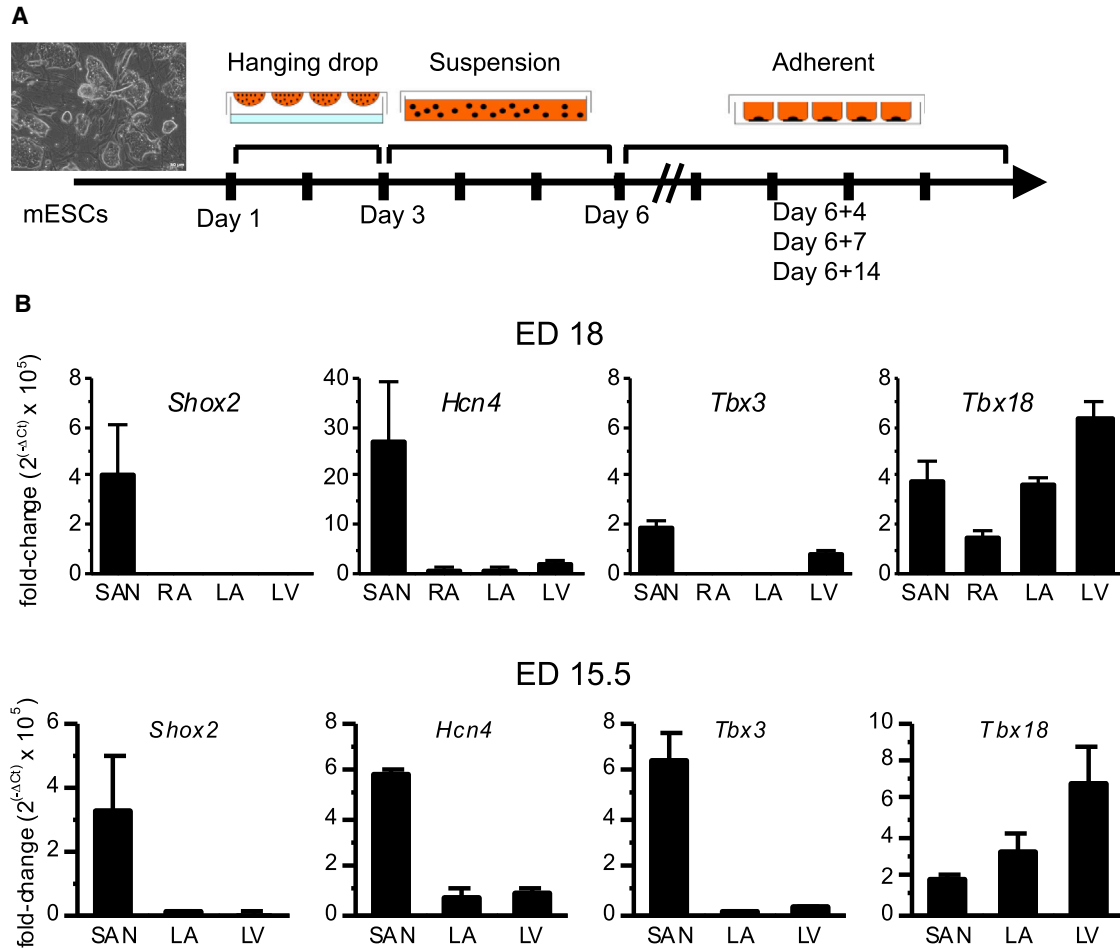 A
Hanging drop
Suspension
Adherent
mESCs
Day 1
Day 3
Day 6
Day 6+4
Day 6+7
Day 6+14
B
ED 18
fold-change (2(-ΔCt) x 10⁵)
8
6
4
2
0
Shox2
SAN RA LA LV
40
30
20
10
0
Hcn4
SAN RA LA LV
8
6
4
2
0
Tbx3
SAN RA LA LV
8
6
4
2
0
Tbx18
SAN RA LA LV
ED 15.5
fold-change (2(-ΔCt) x 10⁵)
6
4
2
0
Shox2
SAN LA LV
8
6
4
2
0
Hcn4
SAN LA LV
8
6
4
2
0
Tbx3
SAN LA LV
10
8
6
4
2
0
Tbx18
SAN LA LV